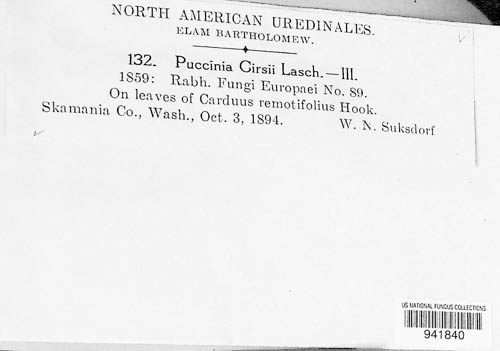 NORTH AMERICAN UREDINALES.
ELAM BARTHOLOMEW.
132. Puccinia Cirsii Lasch.—III.
1859: Rabh. Fungi Europaei No. 89.
On leaves of Carduus remotifolius Hook.
Skamania Co., Wash., Oct. 3, 1894. W. N. Suksdorf
US NATIONAL FUNGUS COLLECTIONS
941840